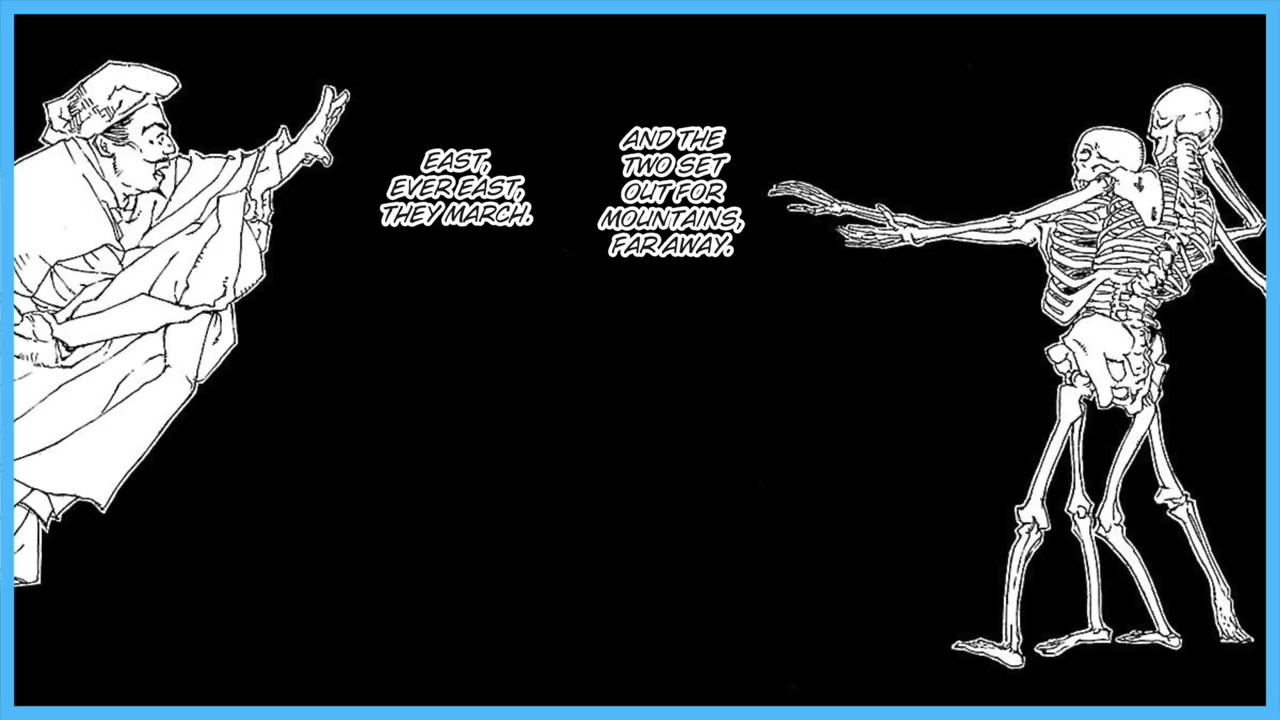 AND THE
TWO SET
OUT FOR
MOUNTAINS,
FAR AWAY.
EAST,
EVER EAST,
THEY MARCH.